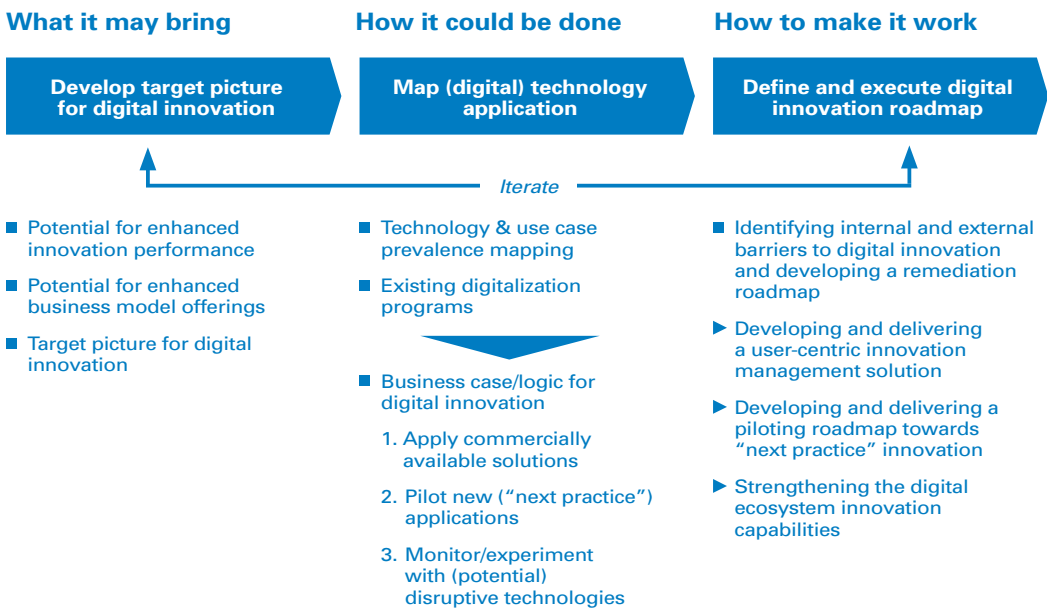 What it may bring
Develop target picture
for digital innovation
How it could be done
Map (digital) technology
application
How to make it work
Define and execute digital
innovation roadmap
Iterate
Potential for enhanced
innovation performance
Potential for enhanced
business model offerings
Target picture for digital
innovation
Technology & use case
prevalence mapping
Existing digitalization
programs
Business case/logic for
digital innovation
1. Apply commercially
available solutions
2. Pilot new (“next practice”)
applications
3. Monitor/experiment
with (potential)
disruptive technologies
Identifying internal and external
barriers to digital innovation
and developing a remediation
roadmap
Developing and delivering
a user-centric innovation
management solution
Developing and delivering a
piloting roadmap towards
“next practice” innovation
Strengthening the digital
ecosystem innovation
capabilities